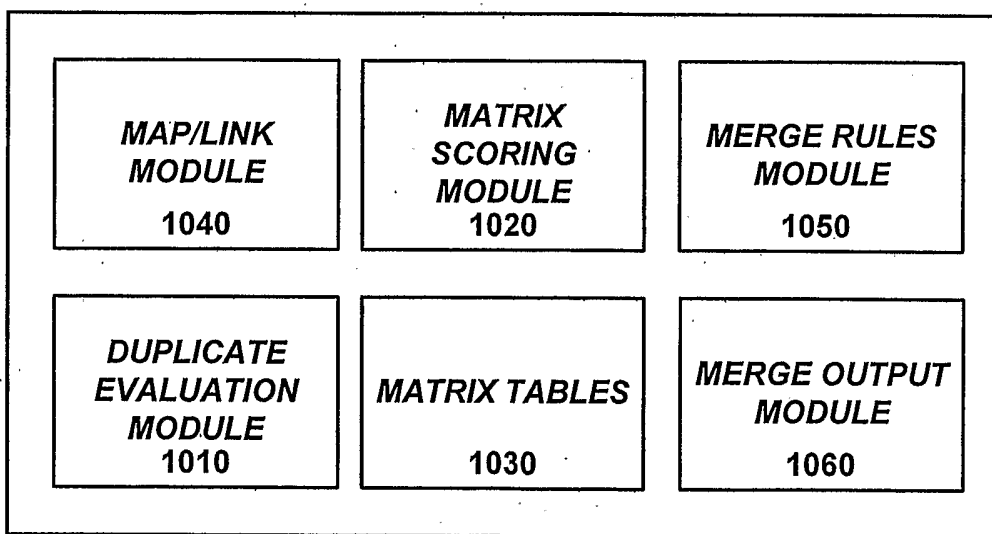 MAP/LINK
MODULE
1040
MATRIX
SCORING
MODULE
1020
MERGE RULES
MODULE
1050
DUPLICATE
EVALUATION
MODULE
1010
MATRIX TABLES
1030
MERGE OUTPUT
MODULE
1060